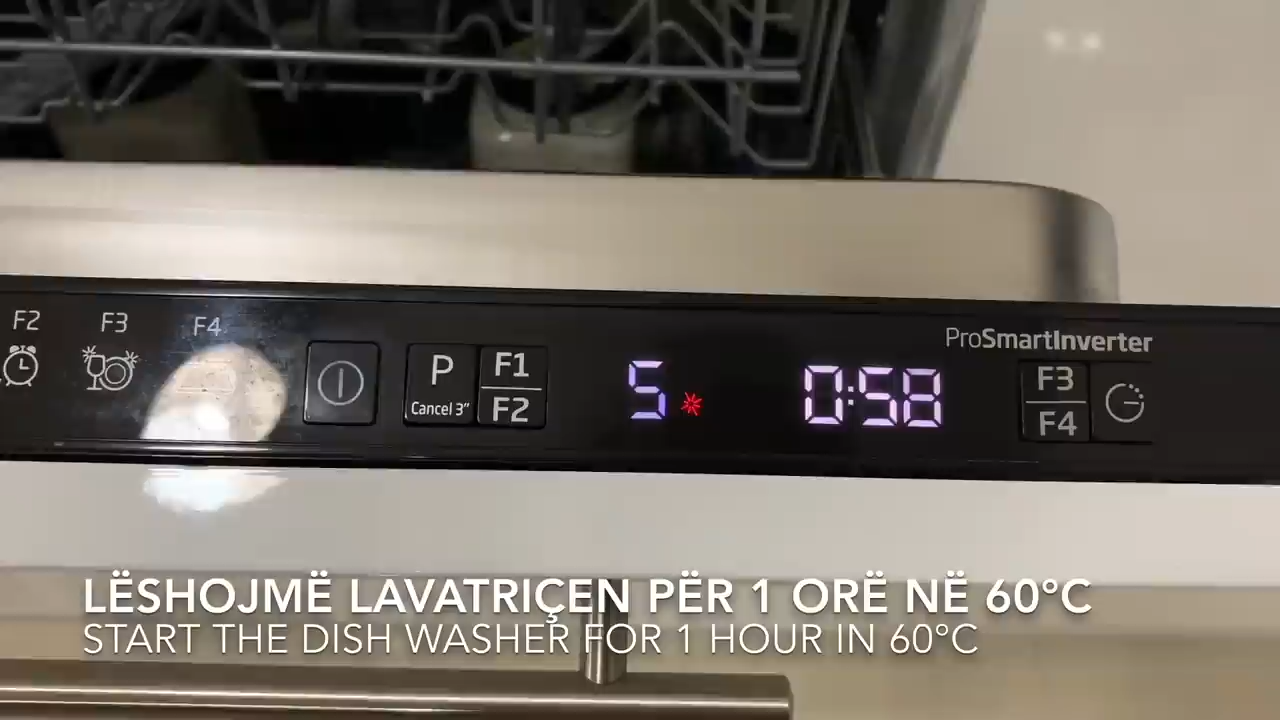 F2 F3 F4
ProSmartInverter
P F1 5 0:58 F3
Cancel 3” F2 F4
LËSHOJMË LAVATRIÇEN PËR 1 ORË NË 60°C
START THE DISH WASHER FOR 1 HOUR IN 60°C